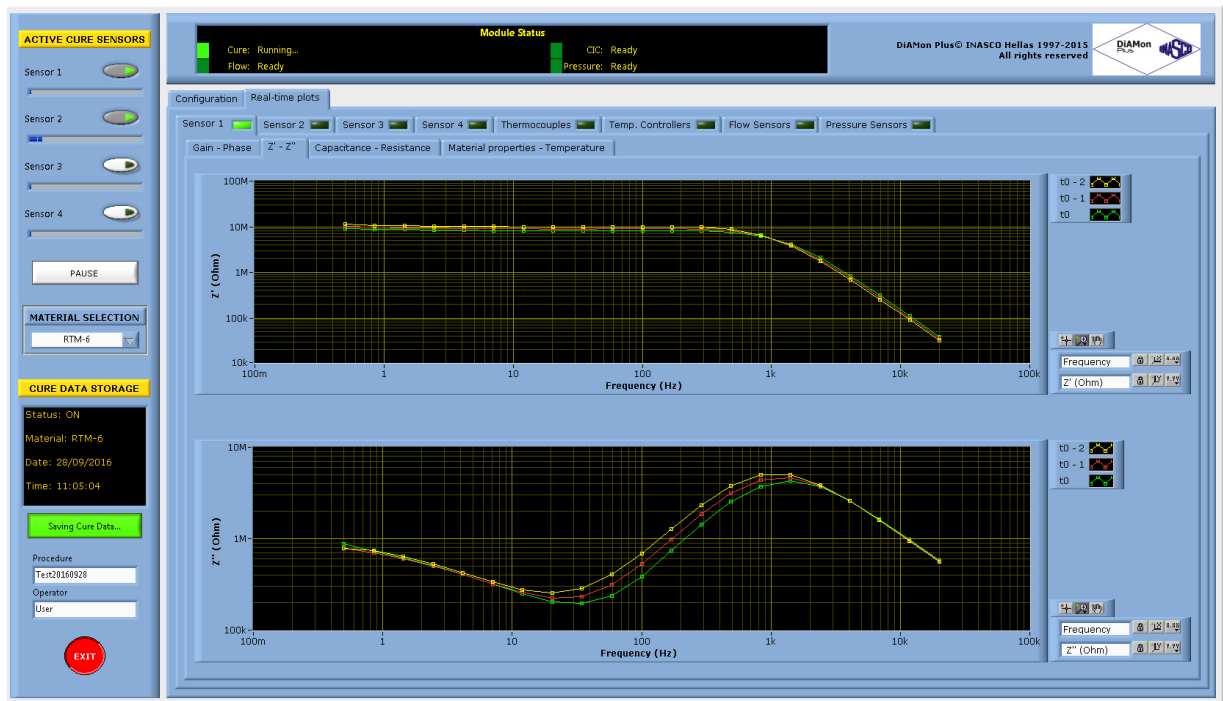 ACTIVE CURE SENSORS
Sensor 1
Sensor 2
Sensor 3
Sensor 4
PAUSE
MATERIAL SELECTION
RTM-6
CURE DATA STORAGE
Status: ON
Material: RTM-6
Date: 28/09/2016
Time: 11:05:04
Saving Cure Data...
Procedure
Test20160928
Operator
User
EXIT
Module Status
Cure: Running... CIC: Ready
Flow: Ready Pressure: Ready
DiAMon Plus© INASCO Hellas 1997-2015
All rights reserved
DiAMon
Plus
INASCO
Configuration Real-time plots
Sensor 1 Sensor 2 Sensor 3 Sensor 4 Thermocouples Temp. Controllers Flow Sensors Pressure Sensors
Gain - Phase Z' - Z" Capacitance - Resistance Material properties - Temperature
Z' (Ohm)
100M
10M
1M
100k
10k
100m 1 10 100 1k 10k 100k
Frequency (Hz)
t0 - 2
t0 - 1
t0
Frequency
Z' (Ohm)
Z" (Ohm)
10M
1M
100k
100m 1 10 100 1k 10k 100k
Frequency (Hz)
t0 - 2
t0 - 1
t0
Frequency
Z" (Ohm)